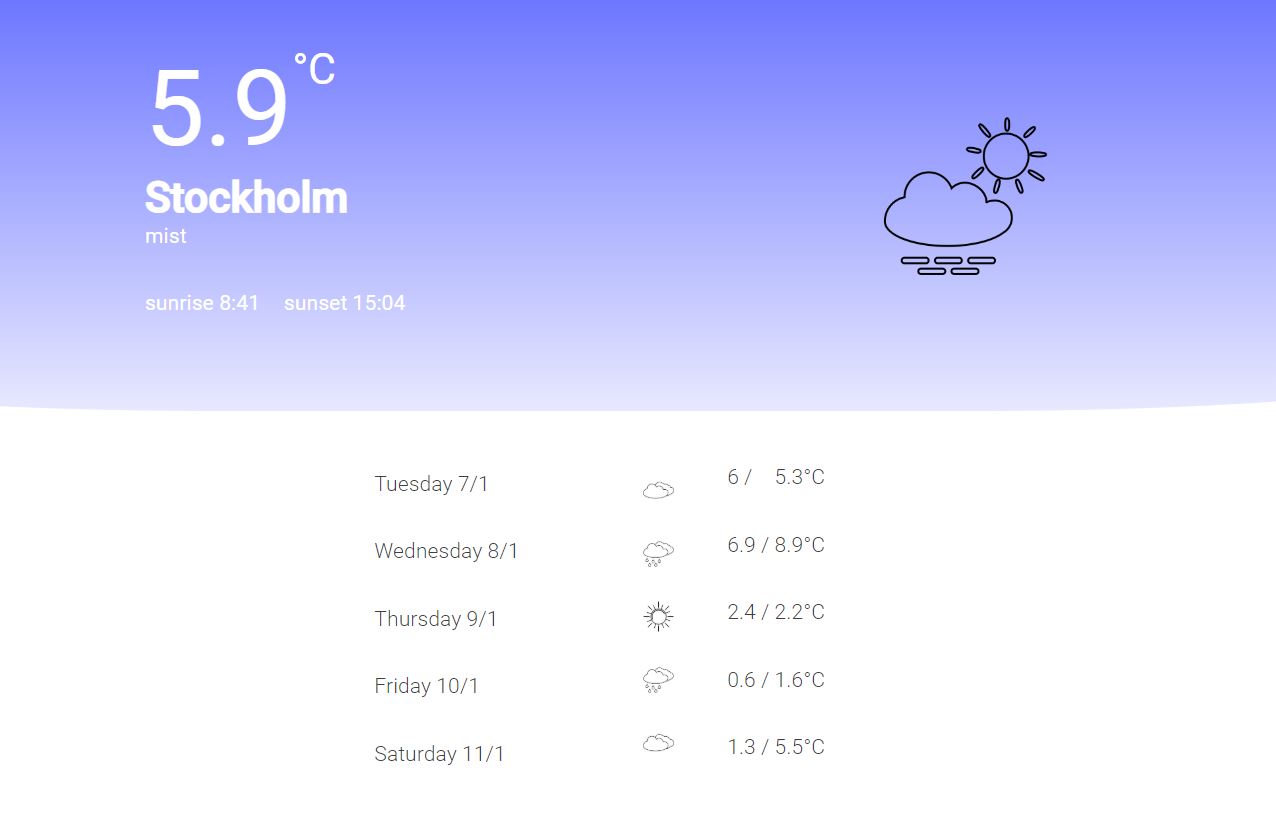 5.9 °C
Stockholm
mist
sunrise 8:41 sunset 15:04
Tuesday 7/1 6 / 5.3°C
Wednesday 8/1 6.9 / 8.9°C
Thursday 9/1 2.4 / 2.2°C
Friday 10/1 0.6 / 1.6°C
Saturday 11/1 1.3 / 5.5°C